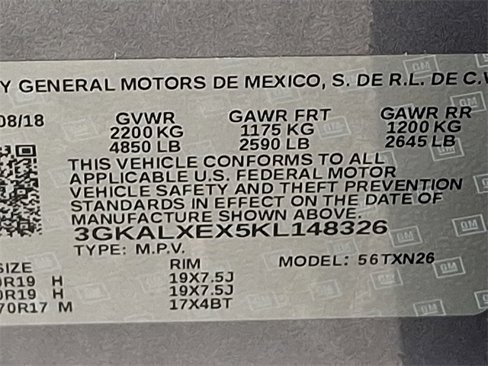 Y GENERAL MOTORS DE MEXICO, S. DE R.L. DE C.V
08/18 GVWR GAWR FRT GAWR RR
2200 KG 1175 KG 1200 KG
4850 LB 2590 LB 2645 LB
THIS VEHICLE CONFORMS TO ALL
APPLICABLE U.S. FEDERAL MOTOR
VEHICLE SAFETY AND THEFT PREVENTION
STANDARDS IN EFFECT ON THE DATE OF
MANUFACTURE SHOWN ABOVE.
3GKALXEX5KL148326
TYPE: M.P.V. MODEL: 56TXN26
SIZE RIM
0R19 H 19X7.5J
0R19 H 19X7.5J
70R17 M 17X4BT